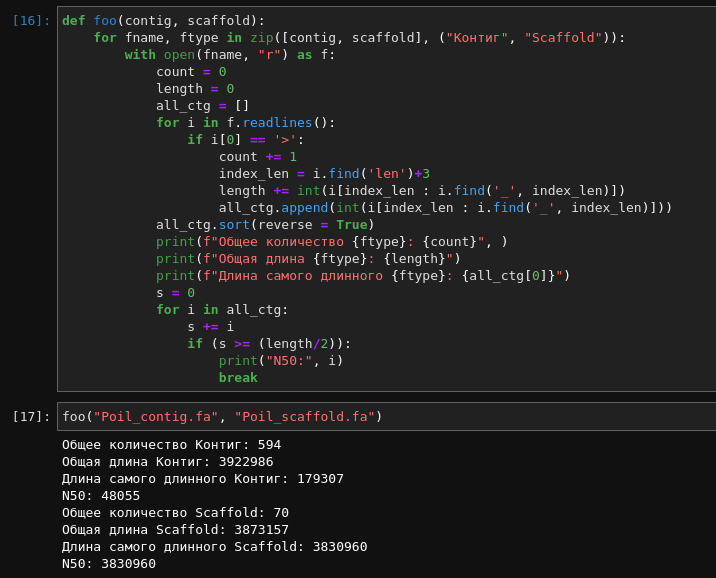 [16]: def foo(contig, scaffold):
    for fname, ftype in zip([contig, scaffold], ("Контиг", "Scaffold")):
        with open(fname, "r") as f:
            count = 0
            length = 0
            all_ctg = []
            for i in f.readlines():
                if i[0] == '>':
                    count += 1
                    index_len = i.find('len')+3
                    length += int(i[index_len : i.find('_', index_len)])
                    all_ctg.append(int(i[index_len : i.find('_', index_len)]))
            all_ctg.sort(reverse = True)
            print(f"Общее количество {ftype}: {count}", )
            print(f"Общая длина {ftype}: {length}")
            print(f"Длина самого длинного {ftype}: {all_ctg[0]}")
            s = 0
            for i in all_ctg:
                s += i
                if (s >= (length/2)):
                    print("N50:", i)
                    break
[17]: foo("Poil_contig.fa", "Poil_scaffold.fa")
Общее количество Контиг: 594
Общая длина Контиг: 3922986
Длина самого длинного Контиг: 179307
N50: 48055
Общее количество Scaffold: 70
Общая длина Scaffold: 3873157
Длина самого длинного Scaffold: 3830960
N50: 3830960